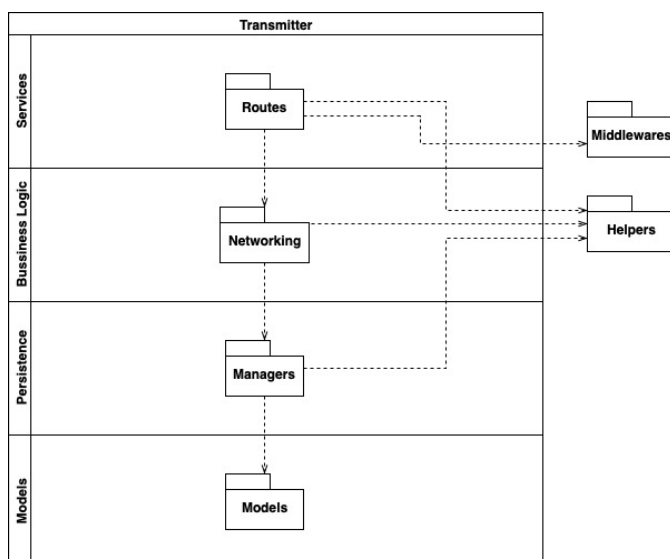 Transmitter
Services
Routes
Middlewares
Bussiness Logic
Networking
Helpers
Persistence
Managers
Models
Models